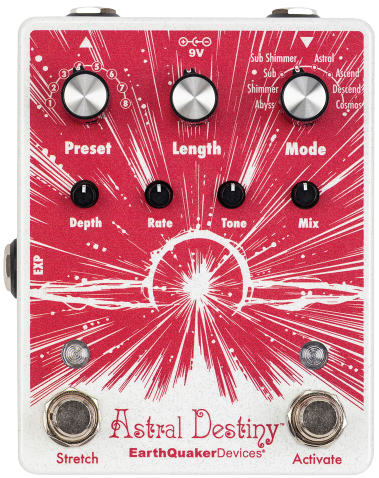 9V
Sub Shimmer Astral
Sub Ascend
Shimmer Descend
Abyss Cosmos
1 2 3 4 5 6 7 8
Preset Length Mode
Depth Rate Tone Mix
EXP
Astral Destiny™
EarthQuakerDevices®
Stretch Activate